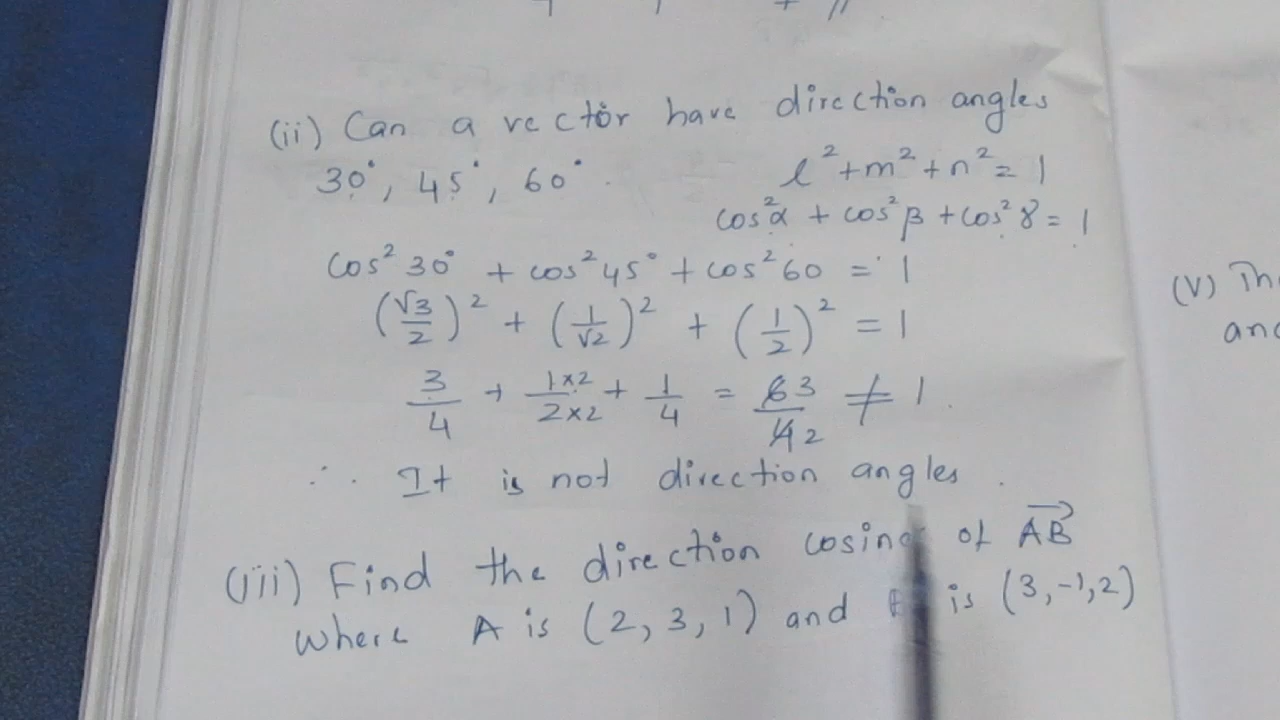 (ii) Can a vector have direction angles
30°, 45°, 60°.
l² + m² + n² = 1
cos²α + cos²β + cos²γ = 1
cos² 30° + cos² 45° + cos² 60 = 1
(√3/2)² + (1/√2)² + (1/2)² = 1
3/4 + 1×2/2×2 + 1/4 = 6 3/4 2 ≠ 1.
∴ It is not direction angles.
(iii) Find the direction cosine of AB
where A is (2, 3, 1) and is (3, -1, 2)
(V)